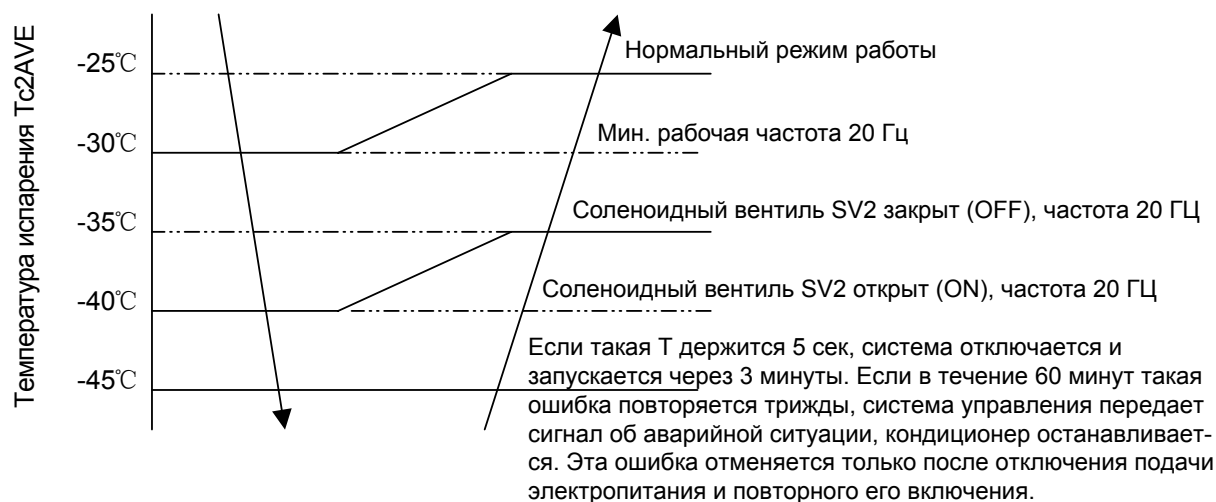 Температура испарения Tc2AVE
-25℃
Нормальный режим работы
-30℃
Мин. рабочая частота 20 Гц
-35℃
Соленоидный вентиль SV2 закрыт (OFF), частота 20 ГЦ
-40℃
Соленоидный вентиль SV2 открыт (ON), частота 20 ГЦ
-45℃
Если такая Т держится 5 сек, система отключается и
запускается через 3 минуты. Если в течение 60 минут такая
ошибка повторяется трижды, система управления передает
сигнал об аварийной ситуации, кондиционер останавливает-
ся. Эта ошибка отменяется только после отключения подачи
электропитания и повторного его включения.